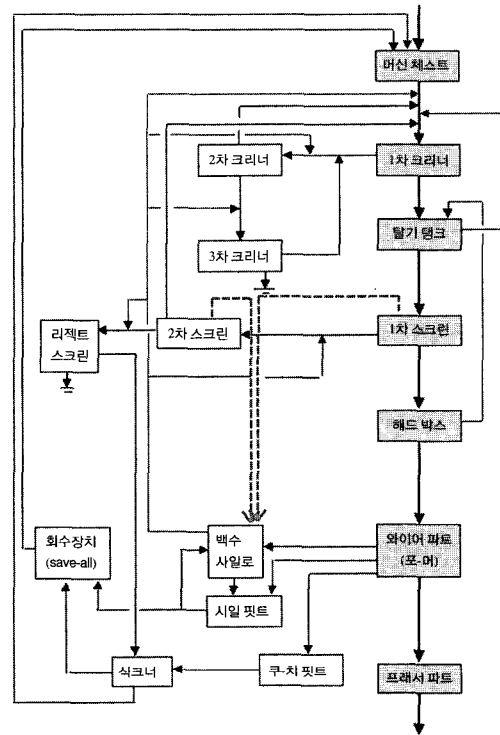 머신 체스트
2차 크리너
1차 크리너
탈기 탱크
3차 크리너
리젝트
스크린
2차 스크린
1차 스크린
해드 박스
회수장치
(save-all)
백수
사일로
와이어 파트
(포-머)
시일 핏트
식크너
쿠-치 핏트
프래서 파트